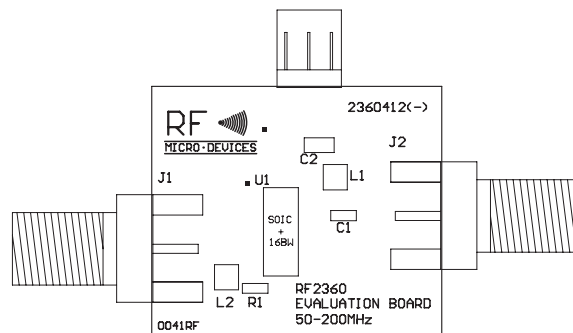 RF
MICRO·DEVICES
2360412(-)
C2
J2
J1
U1
L1
SOIC
+
16BW
C1
L2
R1
RF2360
EVALUATION BOARD
50-200MHz
0041RF